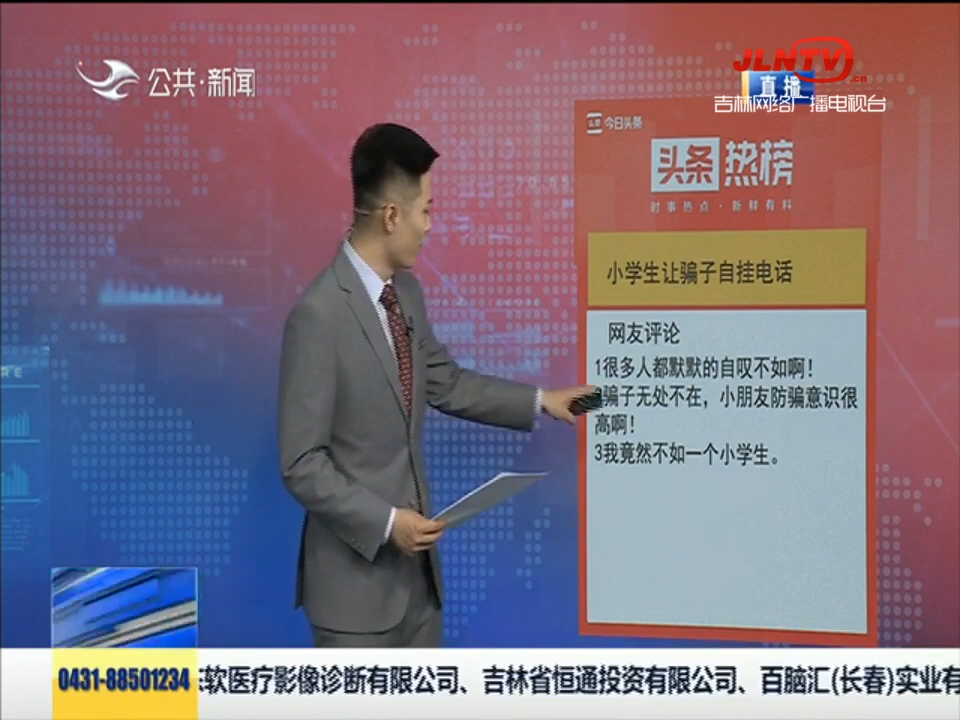 公共·新闻
JLNTV.cn
直播
吉林网络广播电视台
头条 今日头条
头条热榜
时事热点·新鲜有料
小学生让骗子自挂电话
网友评论
1很多人都默默的自叹不如啊！
骗子无处不在，小朋友防骗意识很
高啊！
3我竟然不如一个小学生。
0431-88501234
软医疗影像诊断有限公司、吉林省恒通投资有限公司、百脑汇(长春)实业有